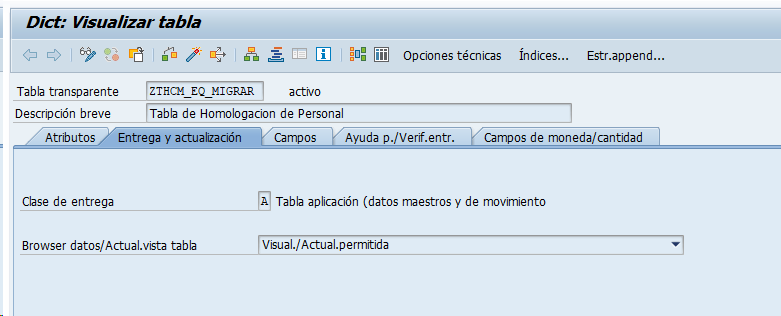 Dict: Visualizar tabla
Opciones técnicas Índices... Estr.append...
Tabla transparente ZTHCM_EQ_MIGRAR activo
Descripción breve Tabla de Homologacion de Personal
Atributos Entrega y actualización Campos Ayuda p./Verif.entr. Campos de moneda/cantidad
Clase de entrega A Tabla aplicación (datos maestros y de movimiento
Browser datos/Actual.vista tabla Visual./Actual.permitida